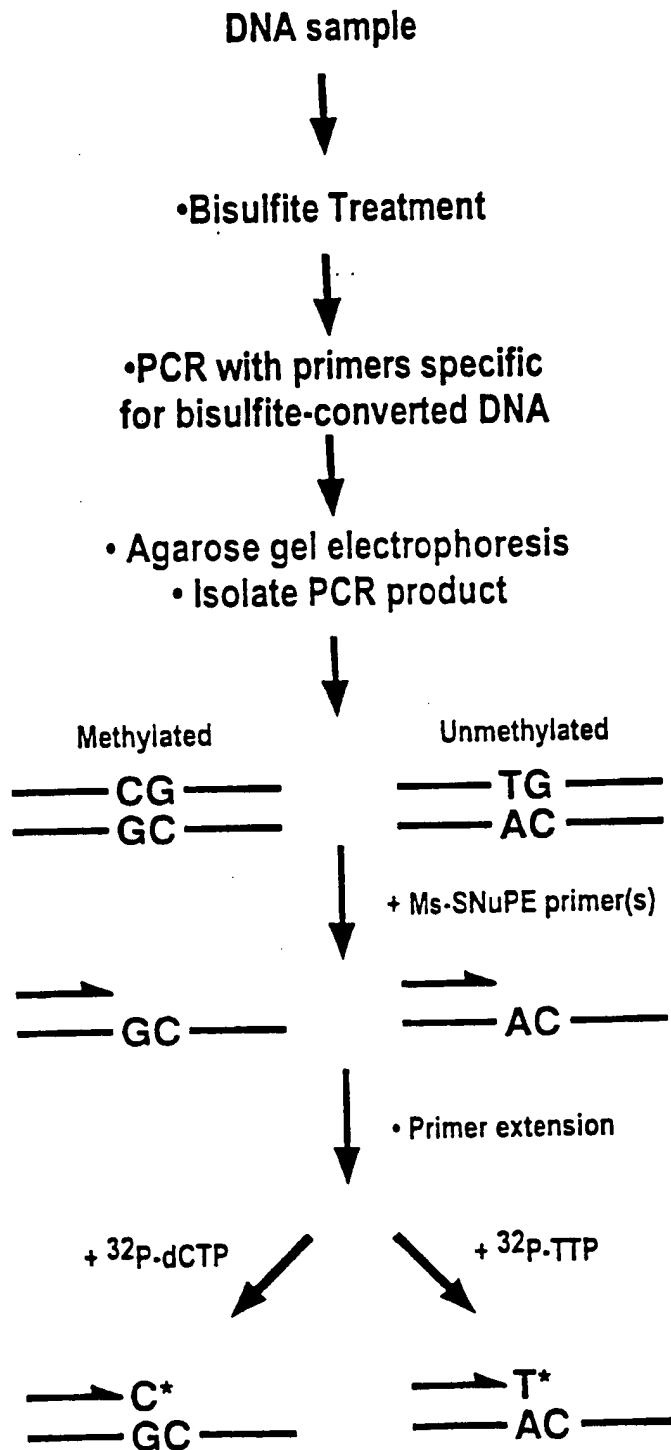 DNA sample
•Bisulfite Treatment
•PCR with primers specific
for bisulfite-converted DNA
• Agarose gel electrophoresis
• Isolate PCR product
Methylated
Unmethylated
CG
TG
GC
AC
+ Ms-SNuPE primer(s)
GC
AC
• Primer extension
+ 32P-dCTP
+ 32P-TTP
C*
T*
GC
AC